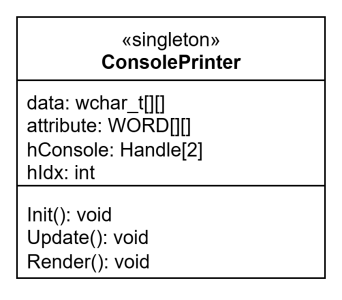 «singleton»
ConsolePrinter
data: wchar_t[][]
attribute: WORD[][]
hConsole: Handle[2]
hIdx: int
Init(): void
Update(): void
Render(): void